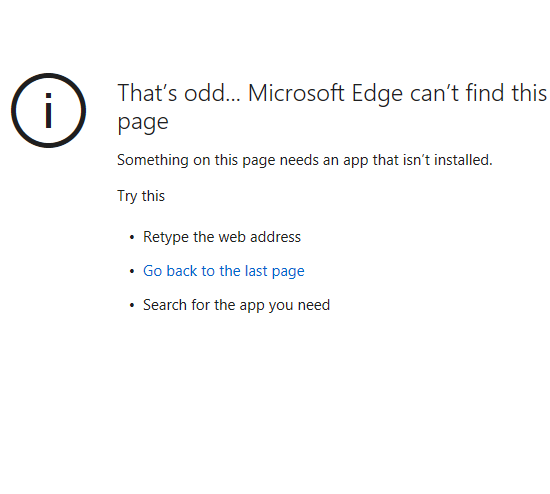 i
That’s odd... Microsoft Edge can’t find this
page
Something on this page needs an app that isn’t installed.
Try this
• Retype the web address
• Go back to the last page
• Search for the app you need